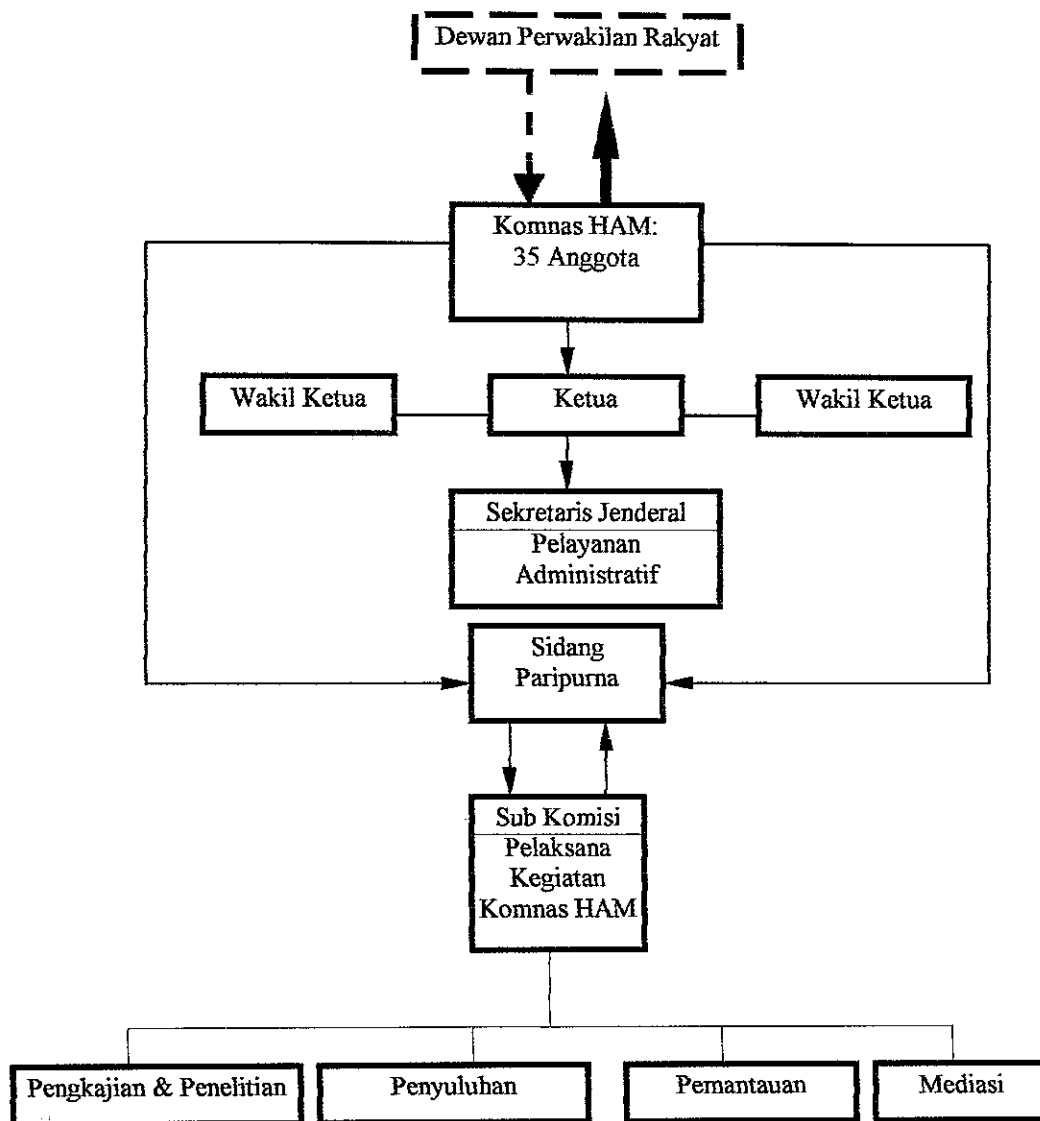 Dewan Perwakilan Rakyat
Komnas HAM:
35 Anggota
Wakil Ketua
Ketua
Wakil Ketua
Sekretaris Jenderal
Pelayanan
Administratif
Sidang
Paripurna
Sub Komisi
Pelaksana
Kegiatan
Komnas HAM
Pengkajian & Penelitian
Penyuluhan
Pemantauan
Mediasi